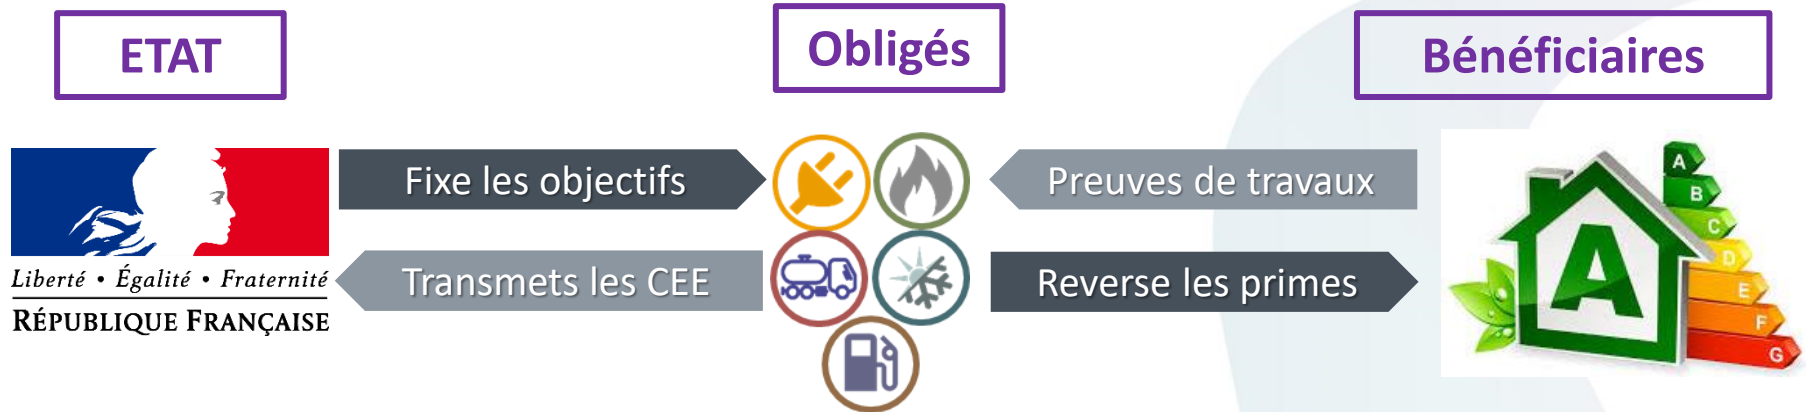 ETAT
Obligés
Bénéficiaires
Fixe les objectifs
Preuves de travaux
Transmets les CEE
Reverse les primes
Liberté • Égalité • Fraternité
RÉPUBLIQUE FRANÇAISE
A
A
B
C
D
E
F
G